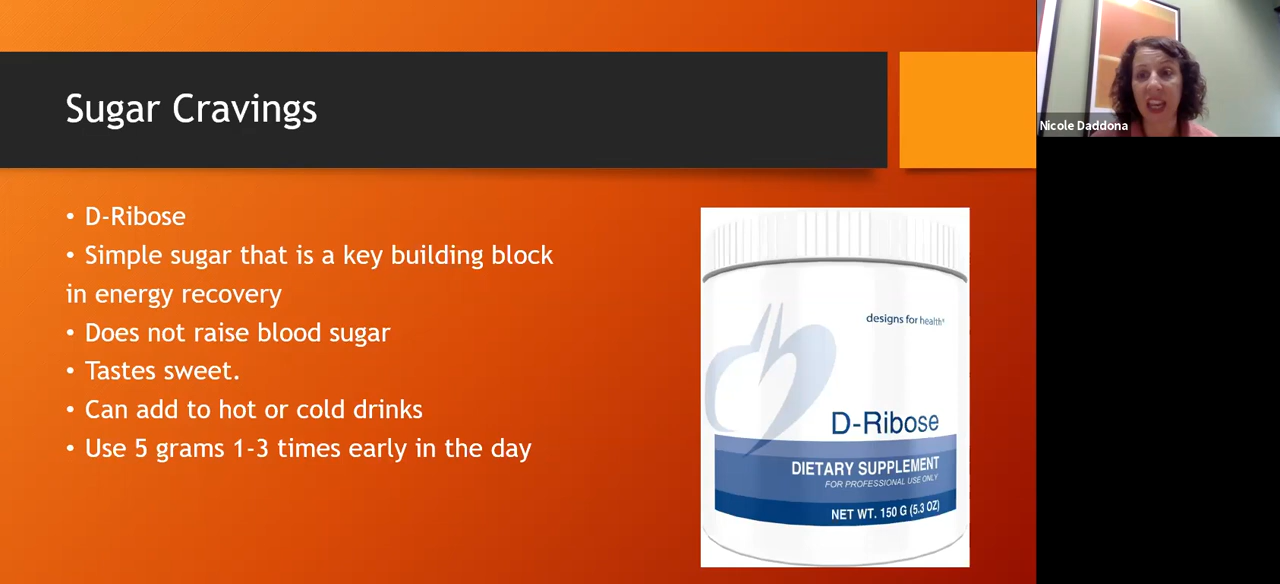 Sugar Cravings
Nicole Daddona
• D-Ribose
• Simple sugar that is a key building block
in energy recovery
• Does not raise blood sugar
• Tastes sweet.
• Can add to hot or cold drinks
• Use 5 grams 1-3 times early in the day
designs for health®
D-Ribose
DIETARY SUPPLEMENT
FOR PROFESSIONAL USE ONLY
NET WT. 150 G (5.3 OZ)